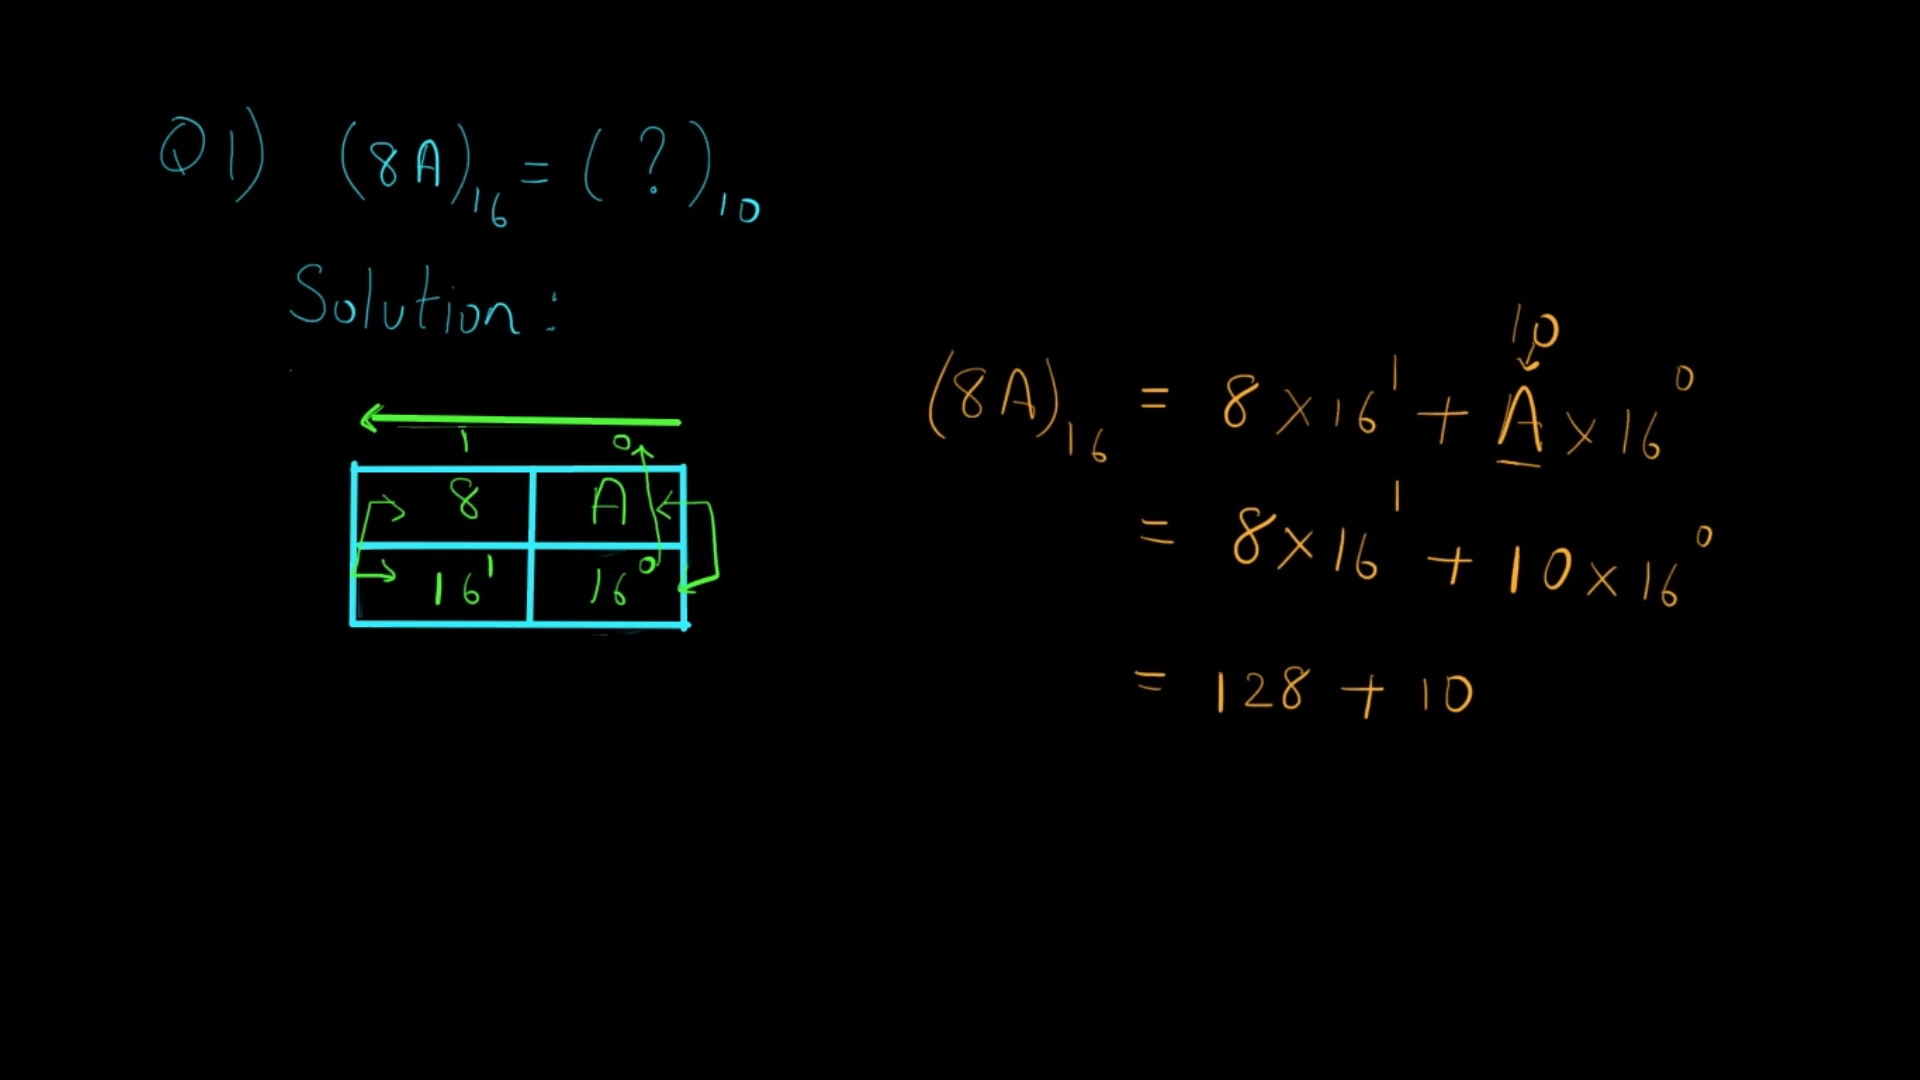 Q1) (8A)₁₆ = ( ? )₁₀
Solution :
1 0
8 A
16¹ 16⁰
10
(8A)₁₆ = 8 × 16¹ + A × 16⁰
= 8 × 16¹ + 10 × 16⁰
= 128 + 10